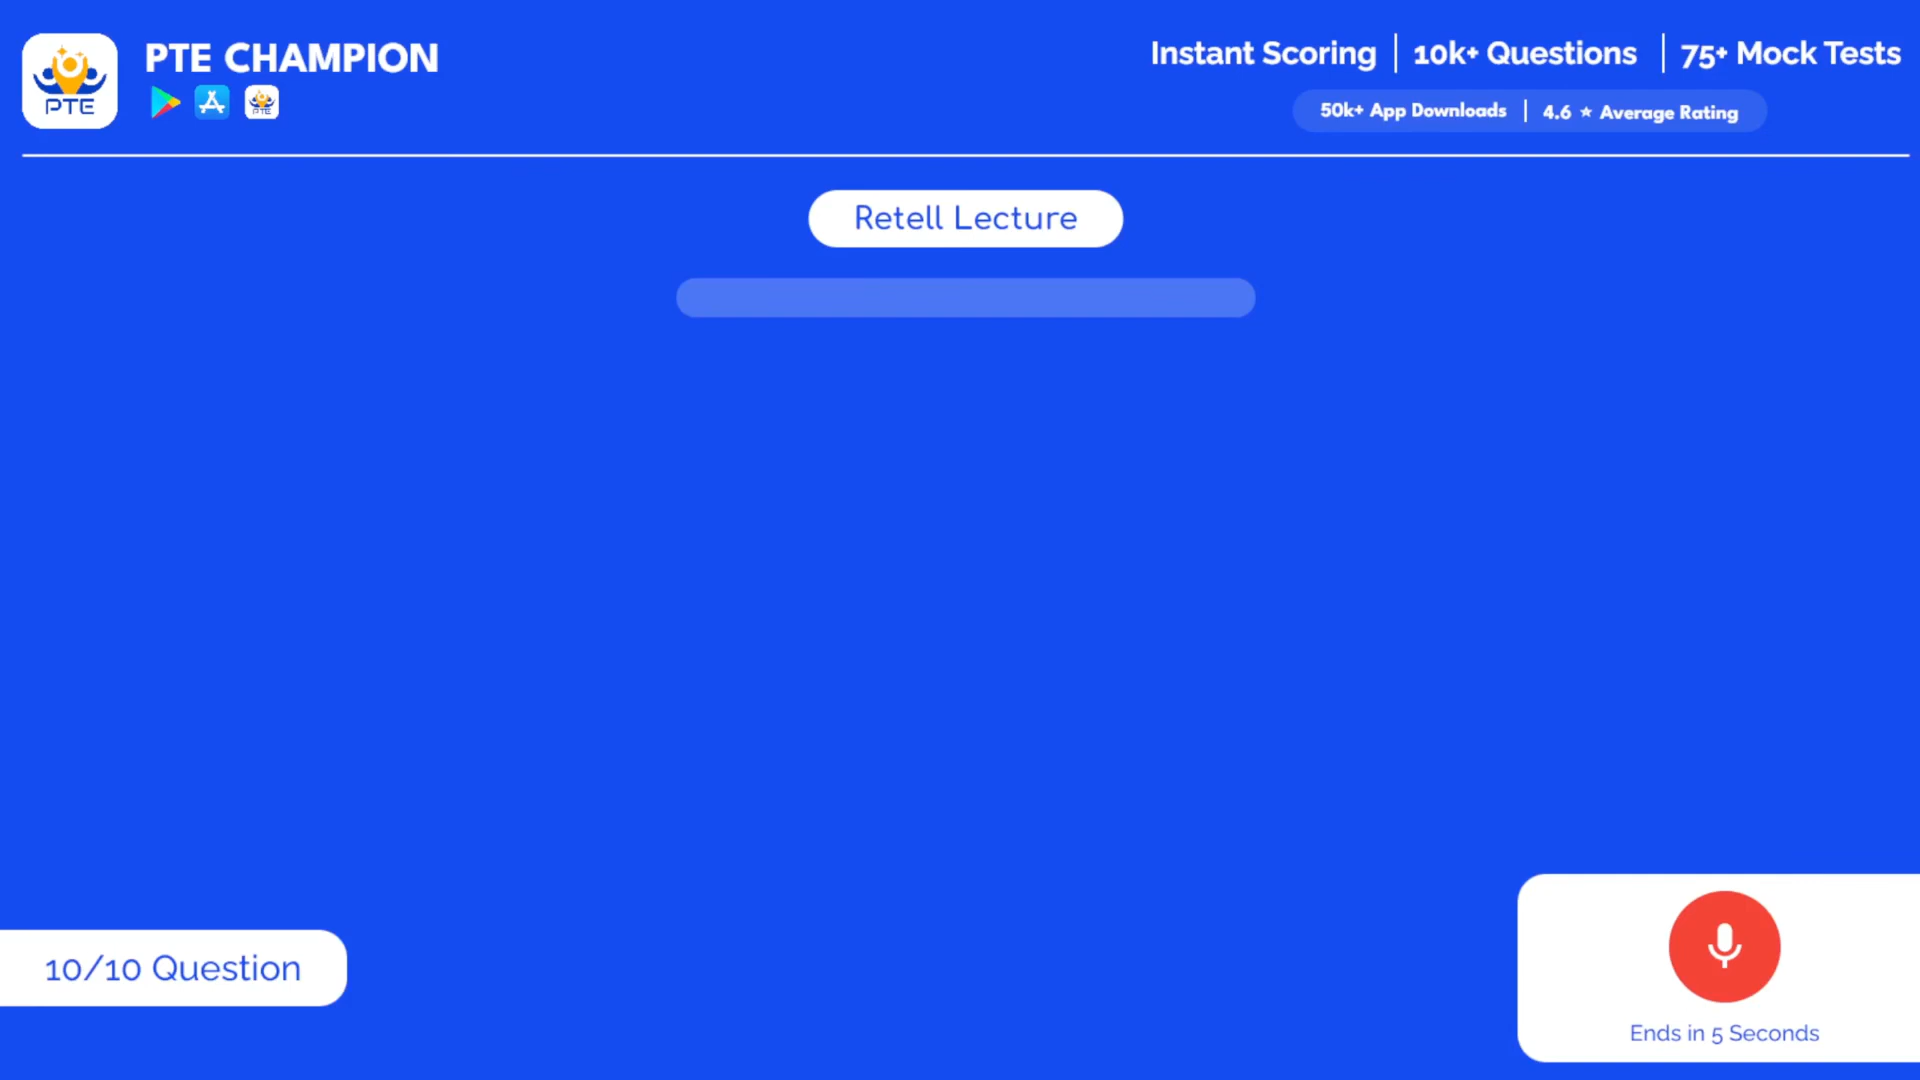 PTE CHAMPION
PTE
PTE
Instant Scoring | 10k+ Questions | 75+ Mock Tests
50k+ App Downloads | 4.6 ★ Average Rating
Retell Lecture
10/10 Question
Ends in 5 Seconds